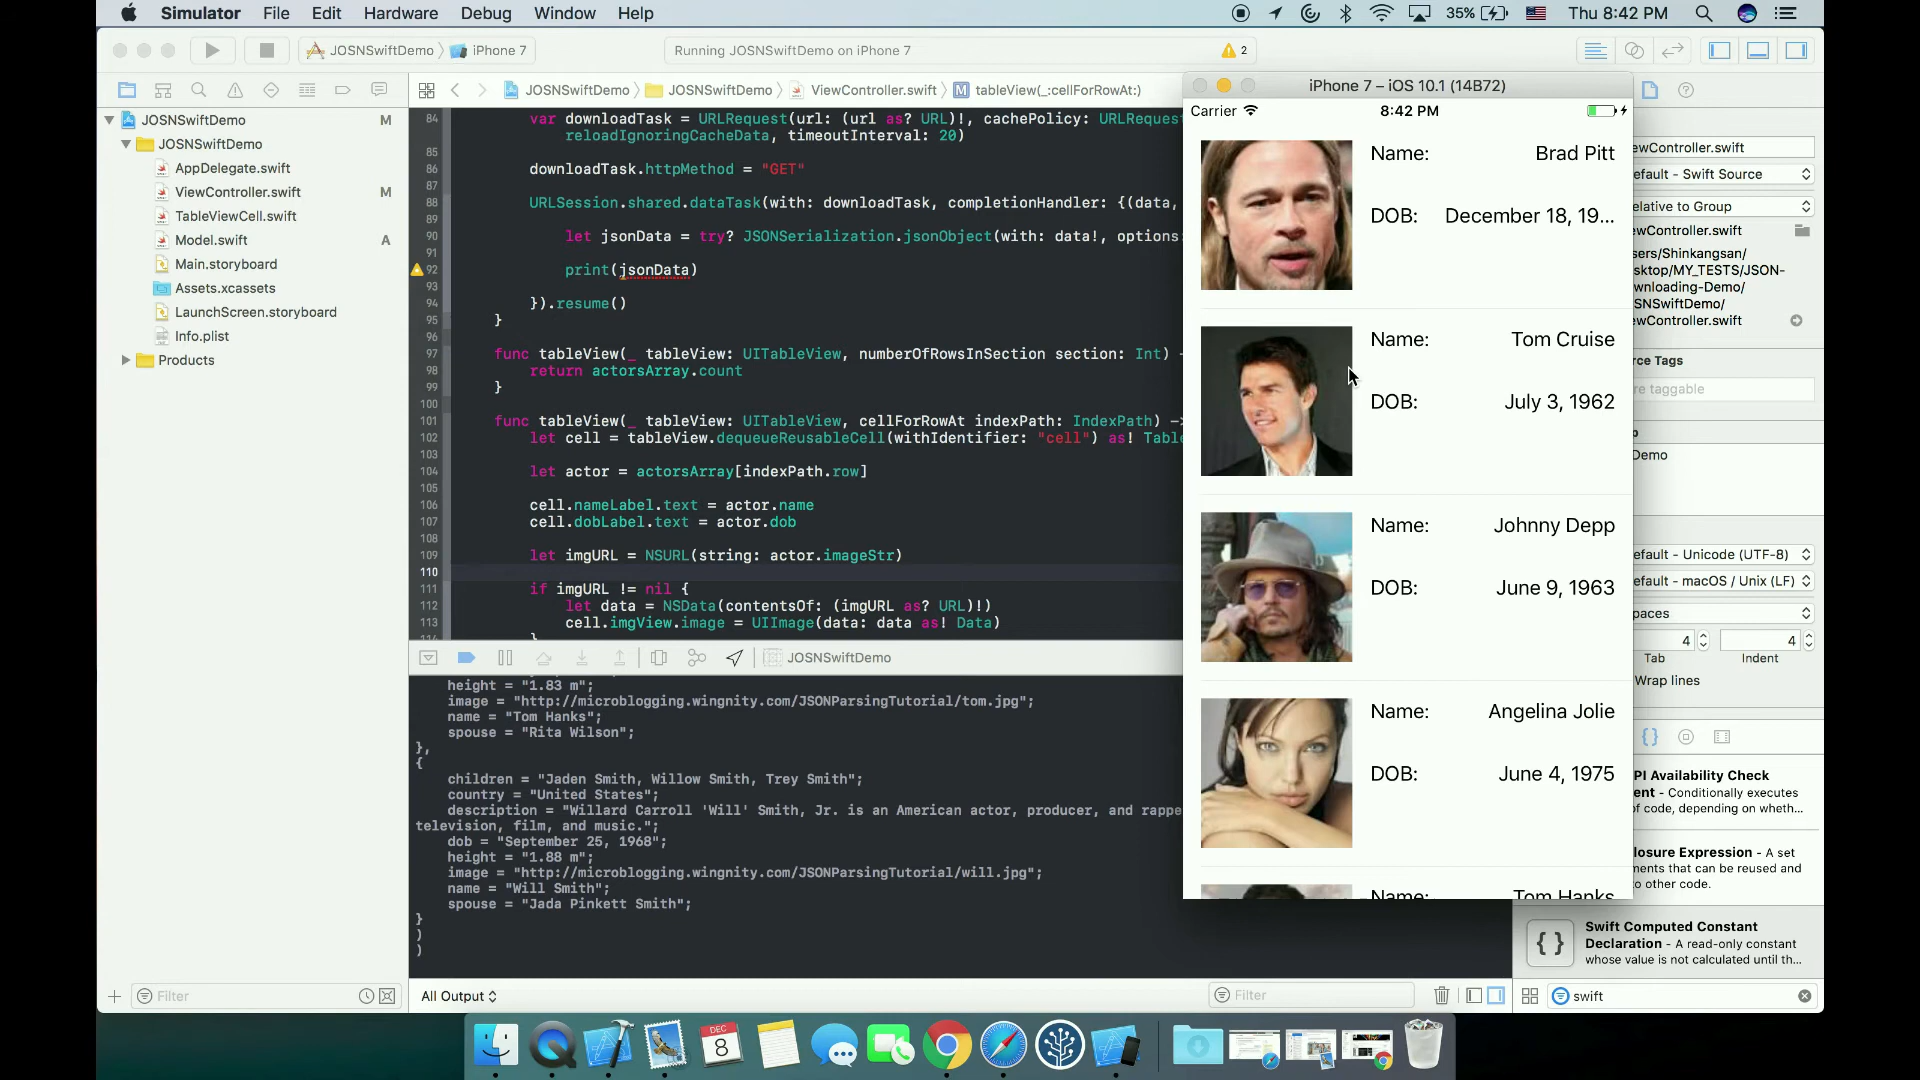 Simulator File Edit Hardware Debug Window Help 35% Thu 8:42 PM
JOSNSwiftDemo iPhone 7 Running JOSNSwiftDemo on iPhone 7 2
JOSNSwiftDemo JOSNSwiftDemo ViewController.swift M tableView(_:cellForRowAt:)
JOSNSwiftDemo M
JOSNSwiftDemo
AppDelegate.swift
ViewController.swift M
TableViewCell.swift
Model.swift A
Main.storyboard
Assets.xcassets
LaunchScreen.storyboard
Info.plist
Products
Filter
84 var downloadTask = URLRequest(url: (url as? URL)!, cachePolicy: URLRequest
reloadIgnoringCacheData, timeoutInterval: 20)
85
86 downloadTask.httpMethod = "GET"
87
88 URLSession.shared.dataTask(with: downloadTask, completionHandler: {(data,
89
90 let jsonData = try? JSONSerialization.jsonObject(with: data!, options:
91
92 print(jsonData)
93
94 }).resume()
95 }
96
97 func tableView(_ tableView: UITableView, numberOfRowsInSection section: Int) -
98 return actorsArray.count
99 }
100
101 func tableView(_ tableView: UITableView, cellForRowAt indexPath: IndexPath) ->
102 let cell = tableView.dequeueReusableCell(withIdentifier: "cell") as! Table
103
104 let actor = actorsArray[indexPath.row]
105
106 cell.nameLabel.text = actor.name
107 cell.dobLabel.text = actor.dob
108
109 let imgURL = NSURL(string: actor.imageStr)
110
111 if imgURL != nil {
112 let data = NSData(contentsOf: (imgURL as? URL)!)
113 cell.imgView.image = UIImage(data: data as! Data)
JOSNSwiftDemo
height = "1.83 m";
image = "http://microblogging.wingnity.com/JSONParsingTutorial/tom.jpg";
name = "Tom Hanks";
spouse = "Rita Wilson";
},
{
children = "Jaden Smith, Willow Smith, Trey Smith";
country = "United States";
description = "Willard Carroll 'Will' Smith, Jr. is an American actor, producer, and rappe
television, film, and music.";
dob = "September 25, 1968";
height = "1.88 m";
image = "http://microblogging.wingnity.com/JSONParsingTutorial/will.jpg";
name = "Will Smith";
spouse = "Jada Pinkett Smith";
}
)
)
All Output Filter
iPhone 7 – iOS 10.1 (14B72)
Carrier 8:42 PM
Name: Brad Pitt
DOB: December 18, 19...
Name: Tom Cruise
DOB: July 3, 1962
Name: Johnny Depp
DOB: June 9, 1963
Name: Angelina Jolie
DOB: June 4, 1975
Name: Tom Hanks
ewController.swift
efault - Swift Source
elative to Group
ewController.swift
ers/Shinkangsan/
sktop/MY_TESTS/JSON-
wnloading-Demo/
SNSwiftDemo/
ewController.swift
rce Tags
re taggable
Demo
efault - Unicode (UTF-8)
efault - macOS / Unix (LF)
paces
4 4
Tab Indent
Wrap lines
PI Availability Check
ent - Conditionally executes
of code, depending on wheth...
losure Expression - A set
ments that can be reused and
o other code.
{ }
Swift Computed Constant
Declaration - A read-only constant
whose value is not calculated until th...
swift
DEC
8